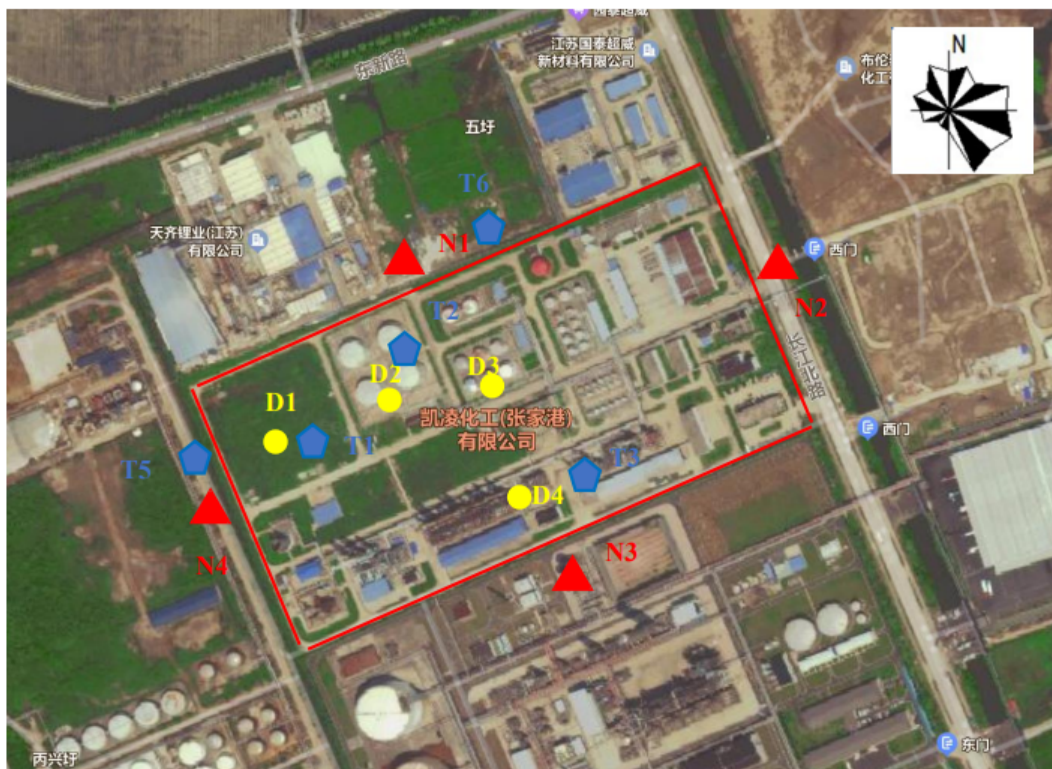 东新路
江苏国泰超威
新材料有限公司
N
五圩
T6
天齐锂业(江苏)
有限公司
N1
西门
N2
T2
长江北路
D2
D3
D1
凯凌化工(张家港)
有限公司
西门
T1
T5
T3
D4
N4
N3
东门
丙兴圩